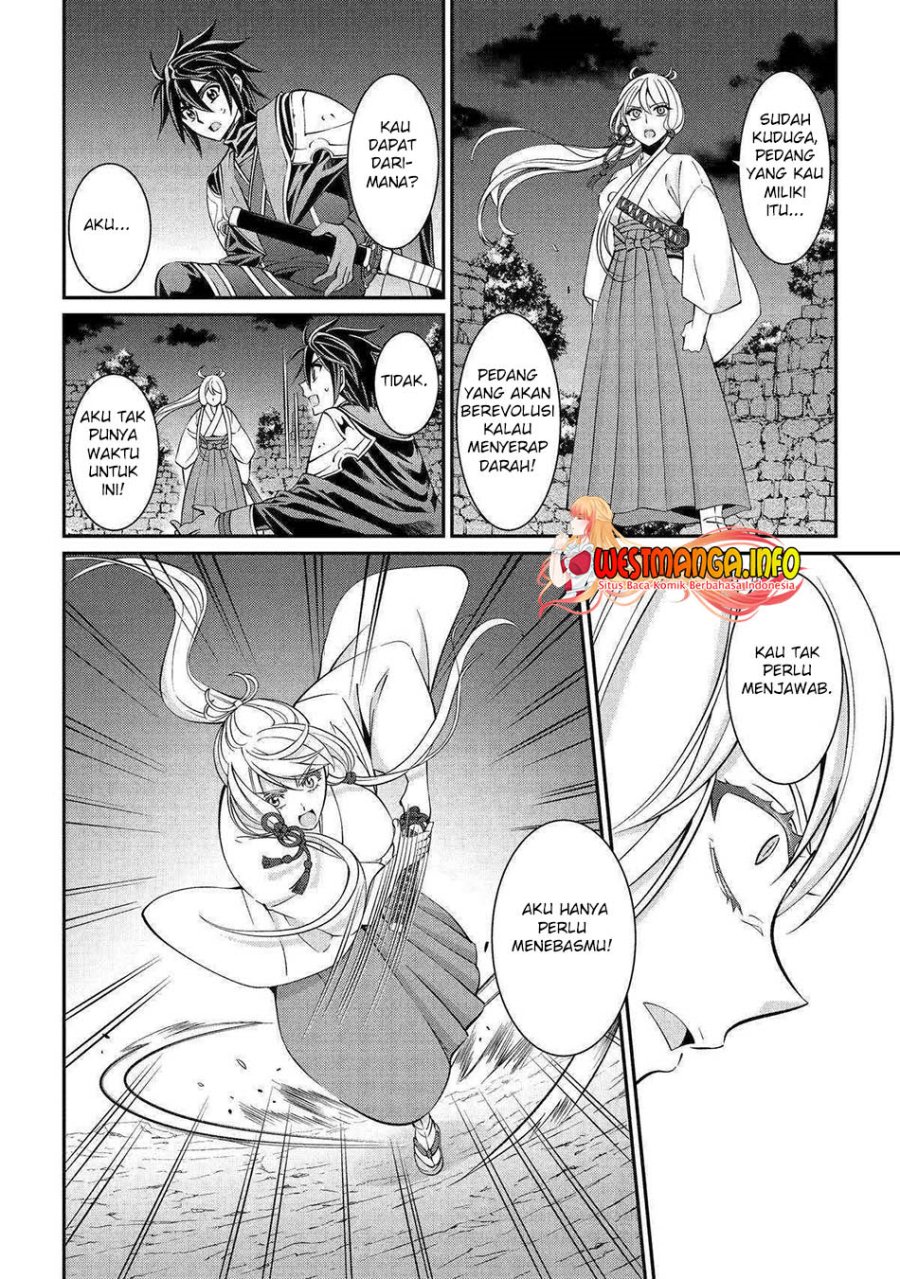 SUDAH
KUDUGA,
PEDANG
YANG KAU
MILIKI
ITU...
PEDANG
YANG AKAN
BEREVOLUSI
KALAU
MENYERAP
DARAH!
KAU
DAPAT
DARI-
MANA?
AKU...
TIDAK.
AKU TAK
PUNYA
WAKTU
UNTUK
INI!
WESTMANGA.INFO
Situs Baca Komik Berbahasa Indonesia
KAU TAK
PERLU
MENJAWAB.
AKU HANYA
PERLU
MENEBASMU!